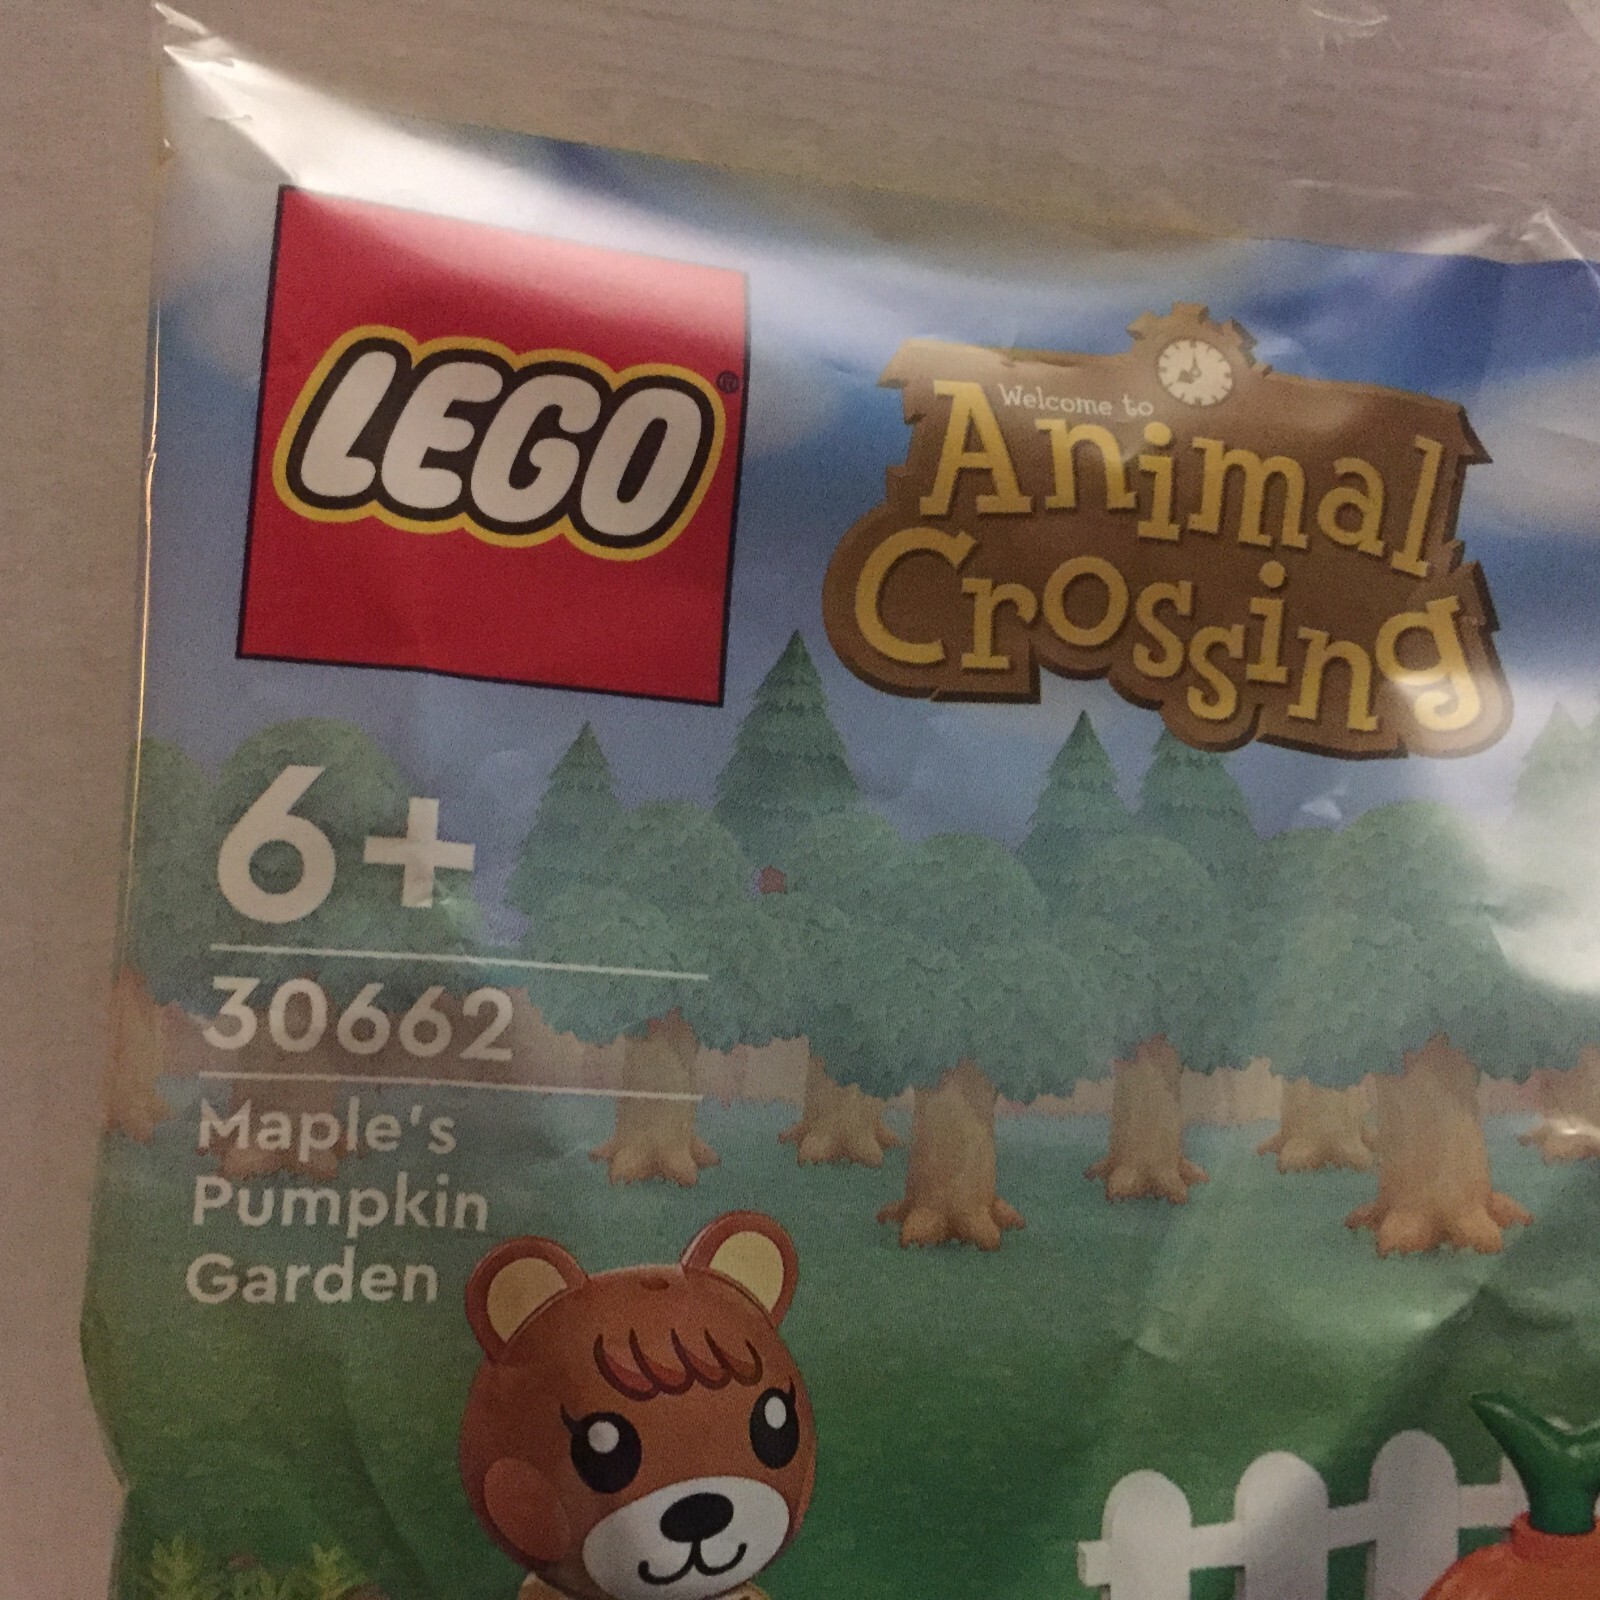 LEGO®
Welcome to
Animal
Crossing
6+
30662
Maple's
Pumpkin
Garden